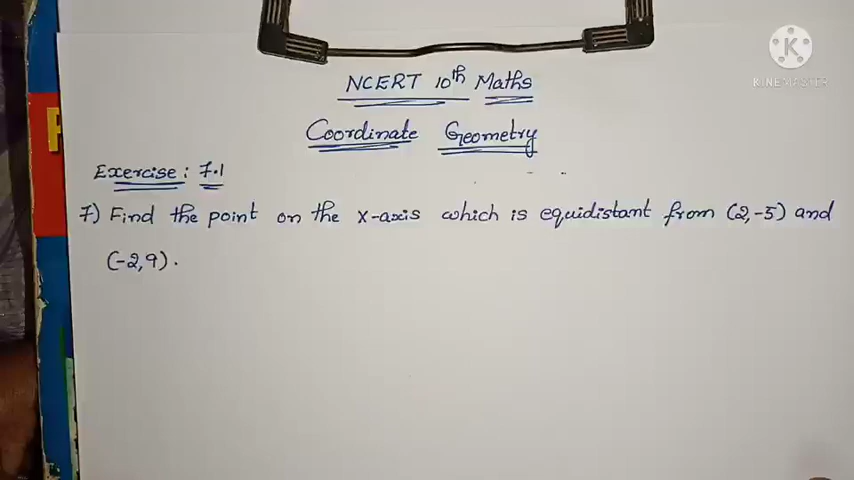 NCERT 10th Maths
Coordinate Geometry
Exercise: 7.1
7) Find the point on the x-axis which is equidistant from (2,-5) and
(-2,9).
K
KINEMASTER